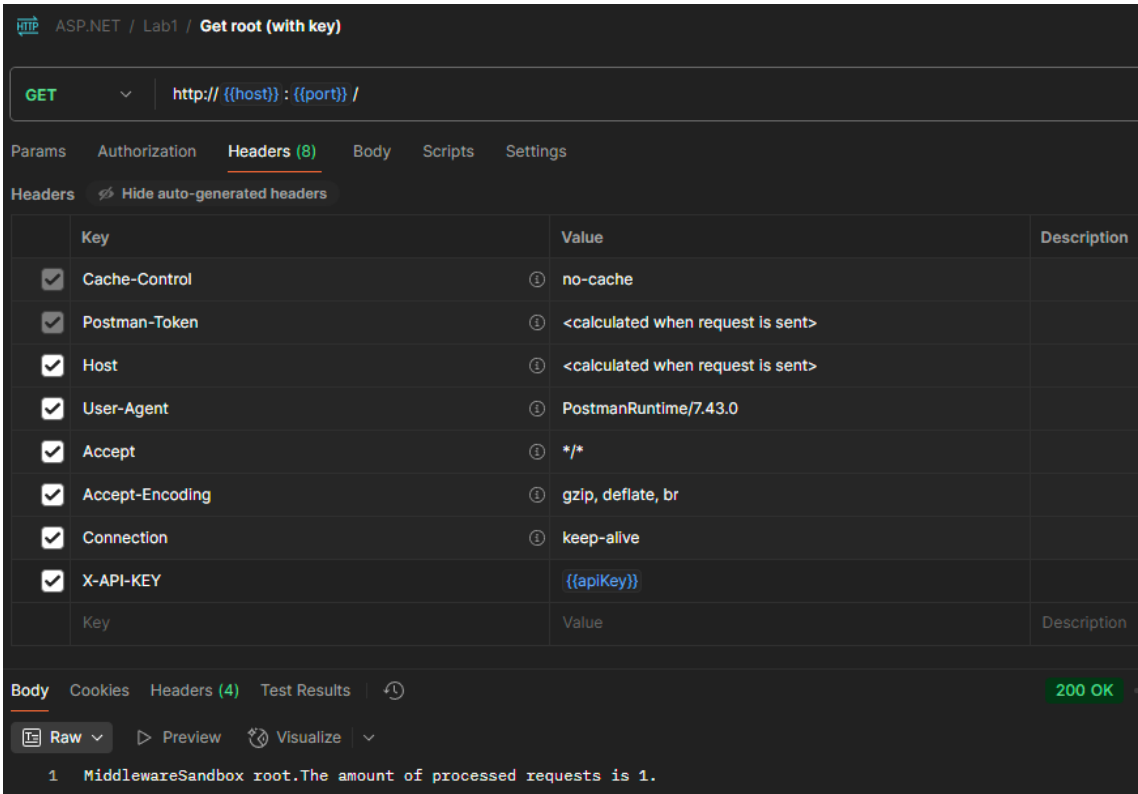 HTTP ASP.NET / Lab1 / Get root (with key)
GET http:// {{host}} : {{port}} /
Params Authorization Headers (8) Body Scripts Settings
Headers Hide auto-generated headers
Key Value Description
Cache-Control no-cache
Postman-Token <calculated when request is sent>
Host <calculated when request is sent>
User-Agent PostmanRuntime/7.43.0
Accept */*
Accept-Encoding gzip, deflate, br
Connection keep-alive
X-API-KEY {{apiKey}}
Key Value Description
Body Cookies Headers (4) Test Results 200 OK
Raw Preview Visualize
1 MiddlewareSandbox root.The amount of processed requests is 1.